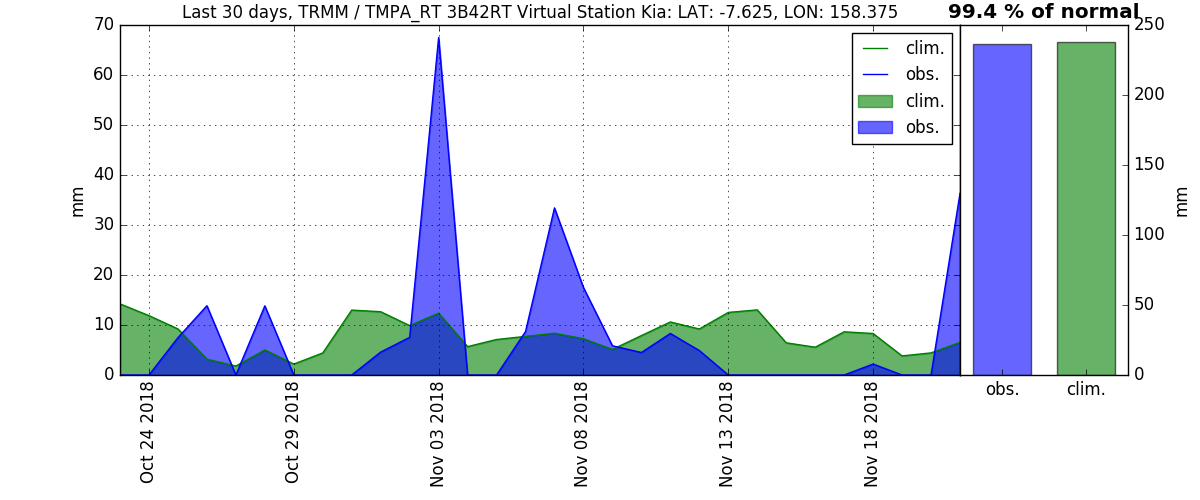 Last 30 days, TRMM / TMPA_RT 3B42RT Virtual Station Kia: LAT: -7.625, LON: 158.375
99.4 % of normal
70
60
50
40
30
20
10
0
mm
clim.
obs.
clim.
obs.
Oct 24 2018
Oct 29 2018
Nov 03 2018
Nov 08 2018
Nov 13 2018
Nov 18 2018
250
200
150
100
50
0
mm
obs.
clim.